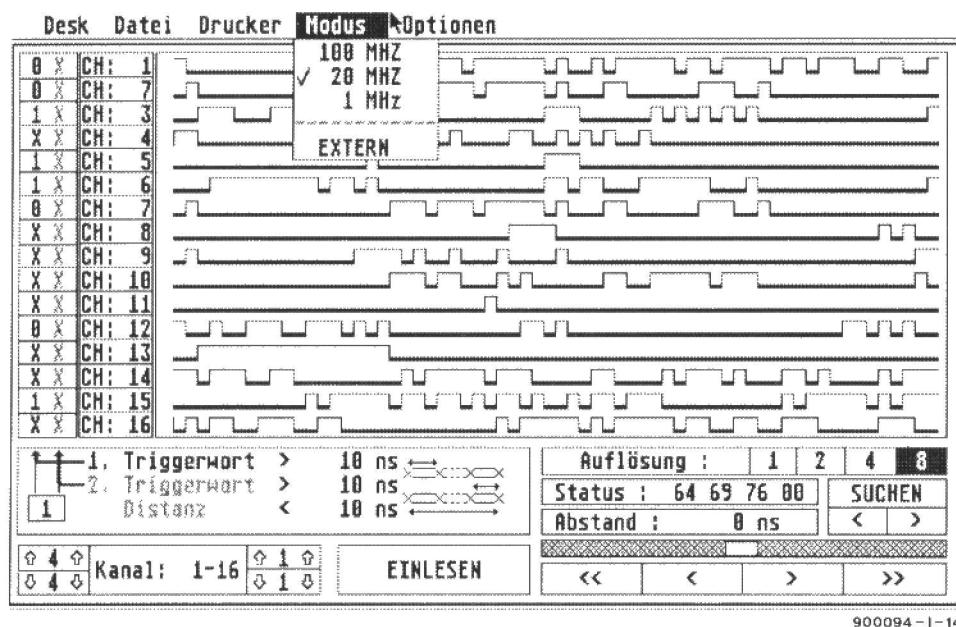 Desk Datei Drucker Modus Optionen
100 MHZ
✓ 20 MHZ
1 MHz
EXTERN
0 X CH: 1
0 X CH: 7
1 X CH: 3
X X CH: 4
1 X CH: 5
1 X CH: 6
0 X CH: 7
X X CH: 8
X X CH: 9
X X CH: 10
X X CH: 11
0 X CH: 12
X X CH: 13
X X CH: 14
1 X CH: 15
X X CH: 16
1. Triggerwort > 10 ns
2. Triggerwort > 10 ns
1 Distanz < 10 ns
Auflösung : 1 2 4 8
Status : 64 69 76 00 SUCHEN
Abstand : 0 ns < >
⇧ 4 ⇧ Kanal: 1-16 ⇧ 1 ⇧
⇩ 4 ⇩ ⇩ 1 ⇩
EINLESEN
<< < > >>
900094-I-14